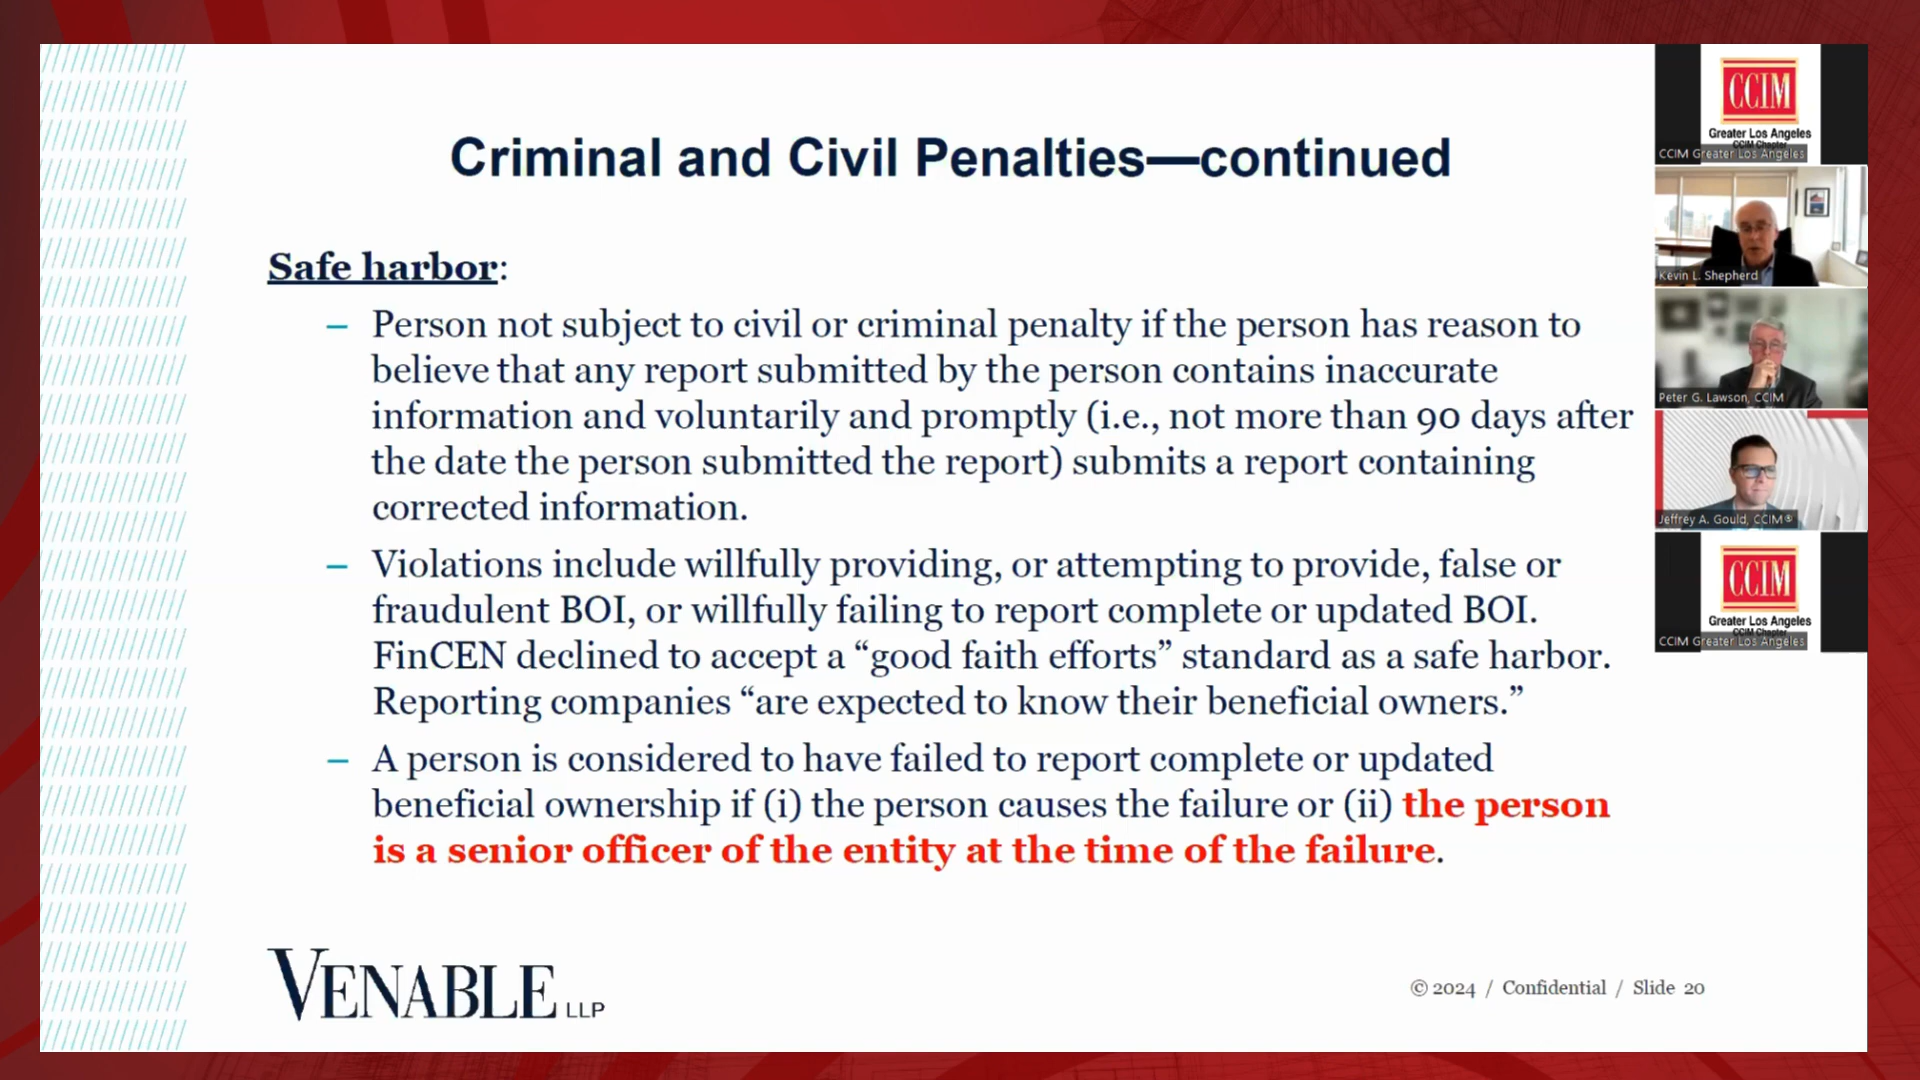 Criminal and Civil Penalties—continued
Safe harbor:
– Person not subject to civil or criminal penalty if the person has reason to
believe that any report submitted by the person contains inaccurate
information and voluntarily and promptly (i.e., not more than 90 days after
the date the person submitted the report) submits a report containing
corrected information.
– Violations include willfully providing, or attempting to provide, false or
fraudulent BOI, or willfully failing to report complete or updated BOI.
FinCEN declined to accept a “good faith efforts” standard as a safe harbor.
Reporting companies “are expected to know their beneficial owners.”
– A person is considered to have failed to report complete or updated
beneficial ownership if (i) the person causes the failure or (ii) the person
is a senior officer of the entity at the time of the failure.
VENABLE LLP
© 2024 / Confidential / Slide 20
CCIM
Greater Los Angeles
CCIM Chapter
CCIM Greater Los Angeles
Kevin L. Shepherd
Peter G. Lawson, CCIM
Jeffrey A. Gould, CCIM®
CCIM
Greater Los Angeles
CCIM Chapter
CCIM Greater Los Angeles